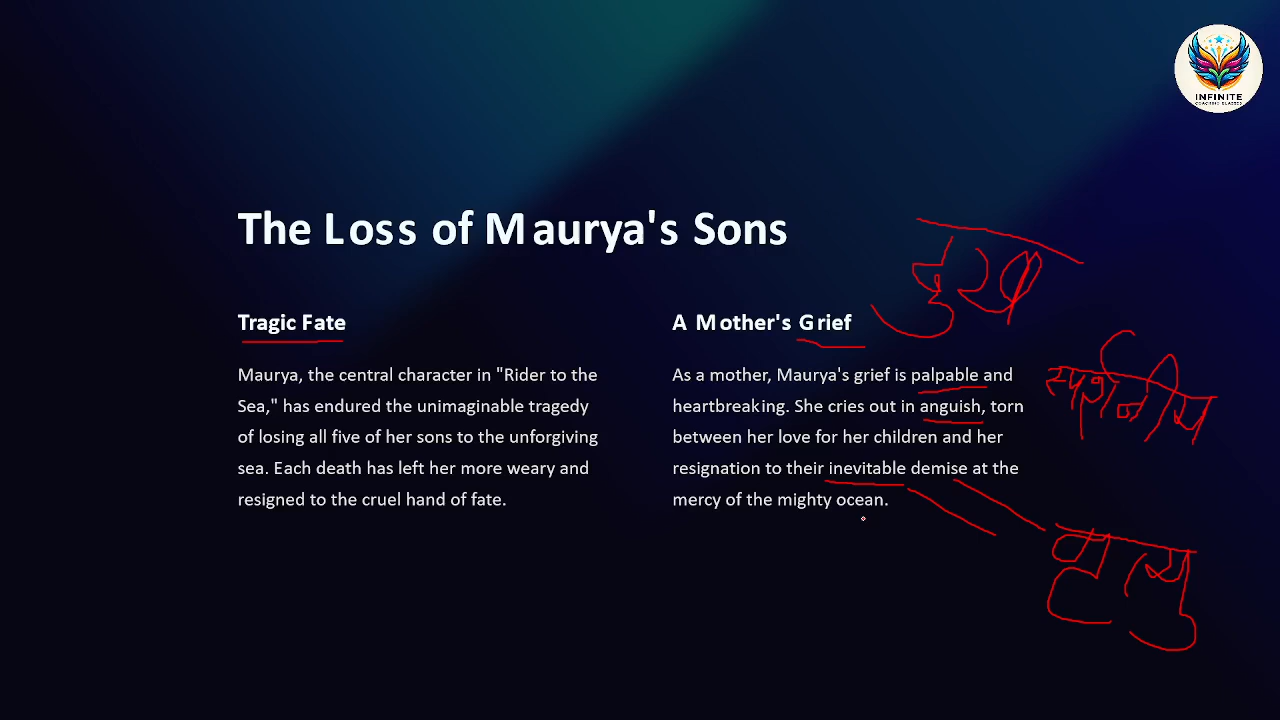 INFINITE
COACHING CLASSES
The Loss of Maurya's Sons
दुख
Tragic Fate
A Mother's Grief
Maurya, the central character in "Rider to the
Sea," has endured the unimaginable tragedy
of losing all five of her sons to the unforgiving
sea. Each death has left her more weary and
resigned to the cruel hand of fate.
As a mother, Maurya's grief is palpable and
heartbreaking. She cries out in anguish, torn
between her love for her children and her
resignation to their inevitable demise at the
mercy of the mighty ocean.
मृत्यु